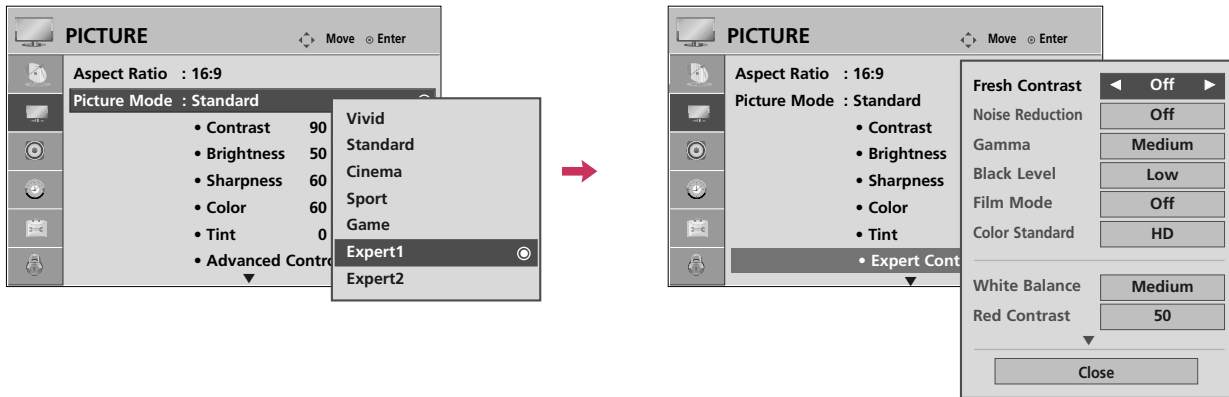 PICTURE
Move Enter
Aspect Ratio : 16:9
Picture Mode : Standard
• Contrast 90
• Brightness 50
• Sharpness 60
• Color 60
• Tint 0
• Advanced Contro
Vivid
Standard
Cinema
Sport
Game
Expert1
Expert2
PICTURE
Move Enter
Aspect Ratio : 16:9
Picture Mode : Standard
• Contrast
• Brightness
• Sharpness
• Color
• Tint
• Expert Cont
Fresh Contrast ◀ Off ▶
Noise Reduction Off
Gamma Medium
Black Level Low
Film Mode Off
Color Standard HD
White Balance Medium
Red Contrast 50
Close